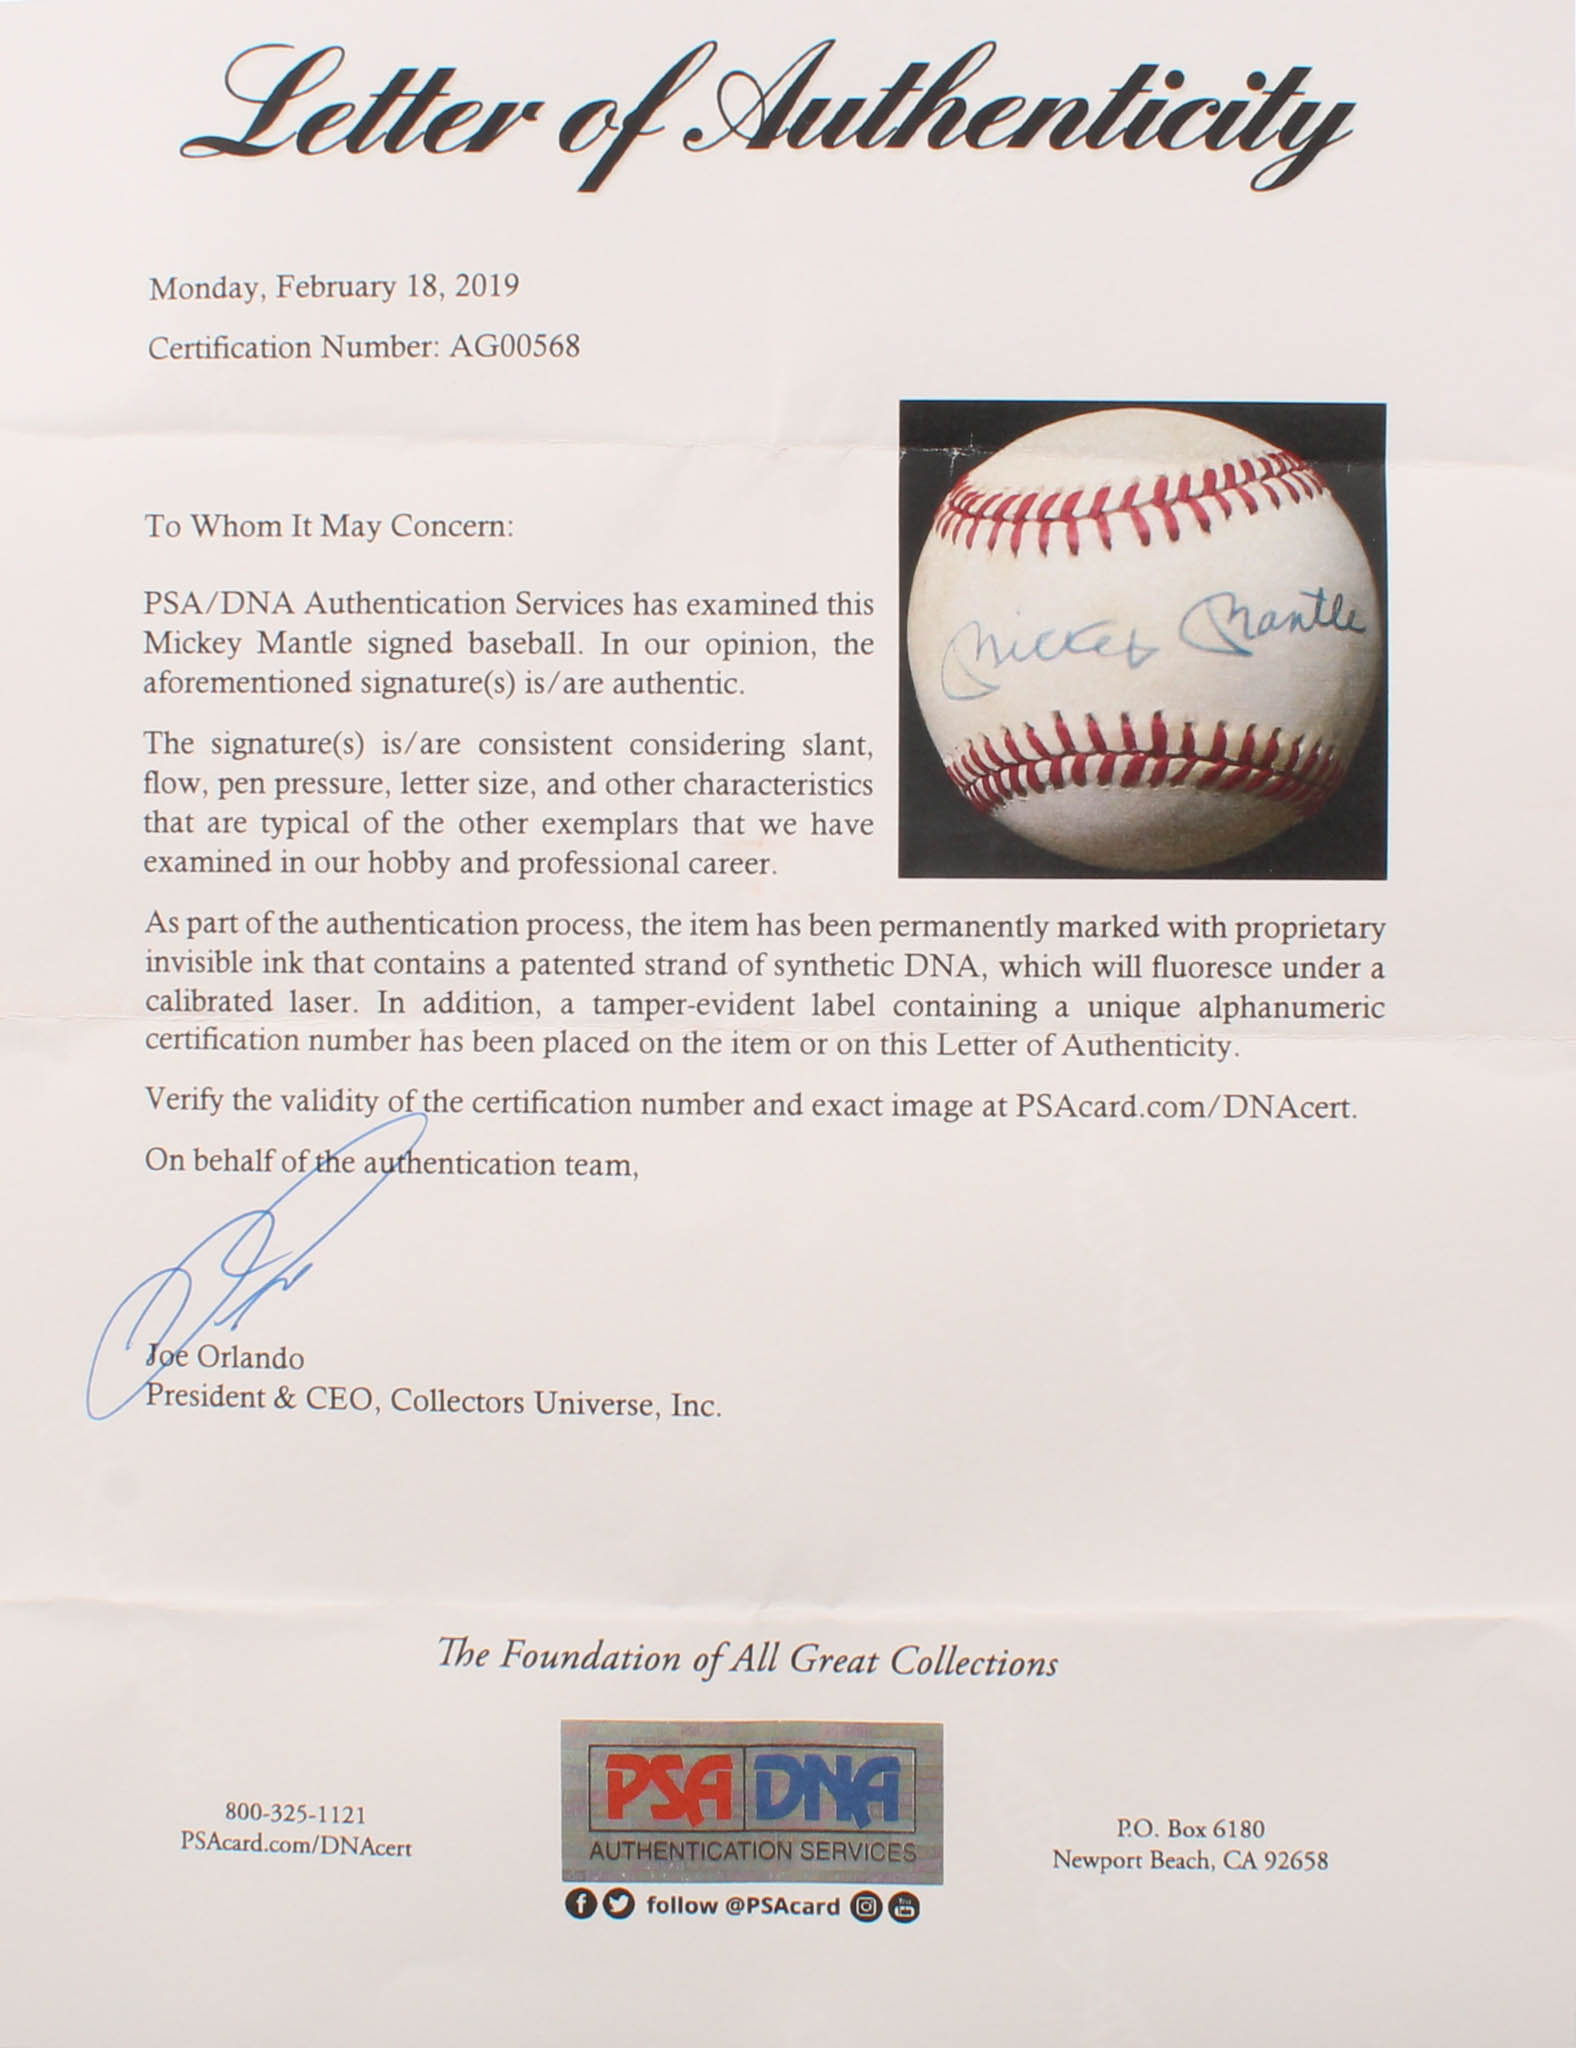 Letter of Authenticity
Monday, February 18, 2019
Certification Number: AG00568
To Whom It May Concern:
PSA/DNA Authentication Services has examined this
Mickey Mantle signed baseball. In our opinion, the
aforementioned signature(s) is/are authentic.
The signature(s) is/are consistent considering slant,
flow, pen pressure, letter size, and other characteristics
that are typical of the other exemplars that we have
examined in our hobby and professional career.
Mickey Mantle
As part of the authentication process, the item has been permanently marked with proprietary
invisible ink that contains a patented strand of synthetic DNA, which will fluoresce under a
calibrated laser. In addition, a tamper-evident label containing a unique alphanumeric
certification number has been placed on the item or on this Letter of Authenticity.
Verify the validity of the certification number and exact image at PSAcard.com/DNAcert.
On behalf of the authentication team,
Joe Orlando
President & CEO, Collectors Universe, Inc.
The Foundation of All Great Collections
800-325-1121
PSAcard.com/DNAcert
PSA DNA
AUTHENTICATION SERVICES
follow @PSAcard
P.O. Box 6180
Newport Beach, CA 92658